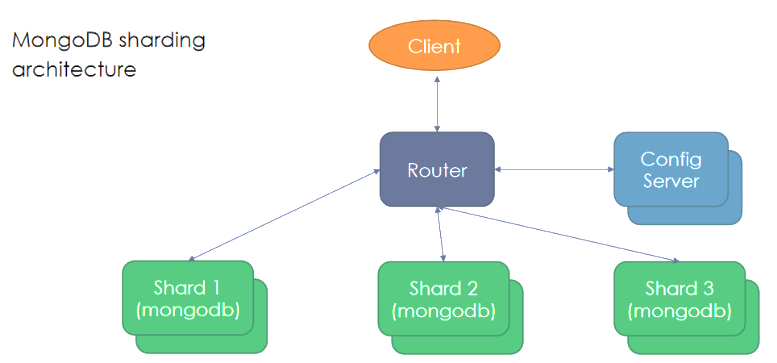 MongoDB sharding
architecture
Client
Router
Config
Server
Shard 1
(mongodb)
Shard 2
(mongodb)
Shard 3
(mongodb)